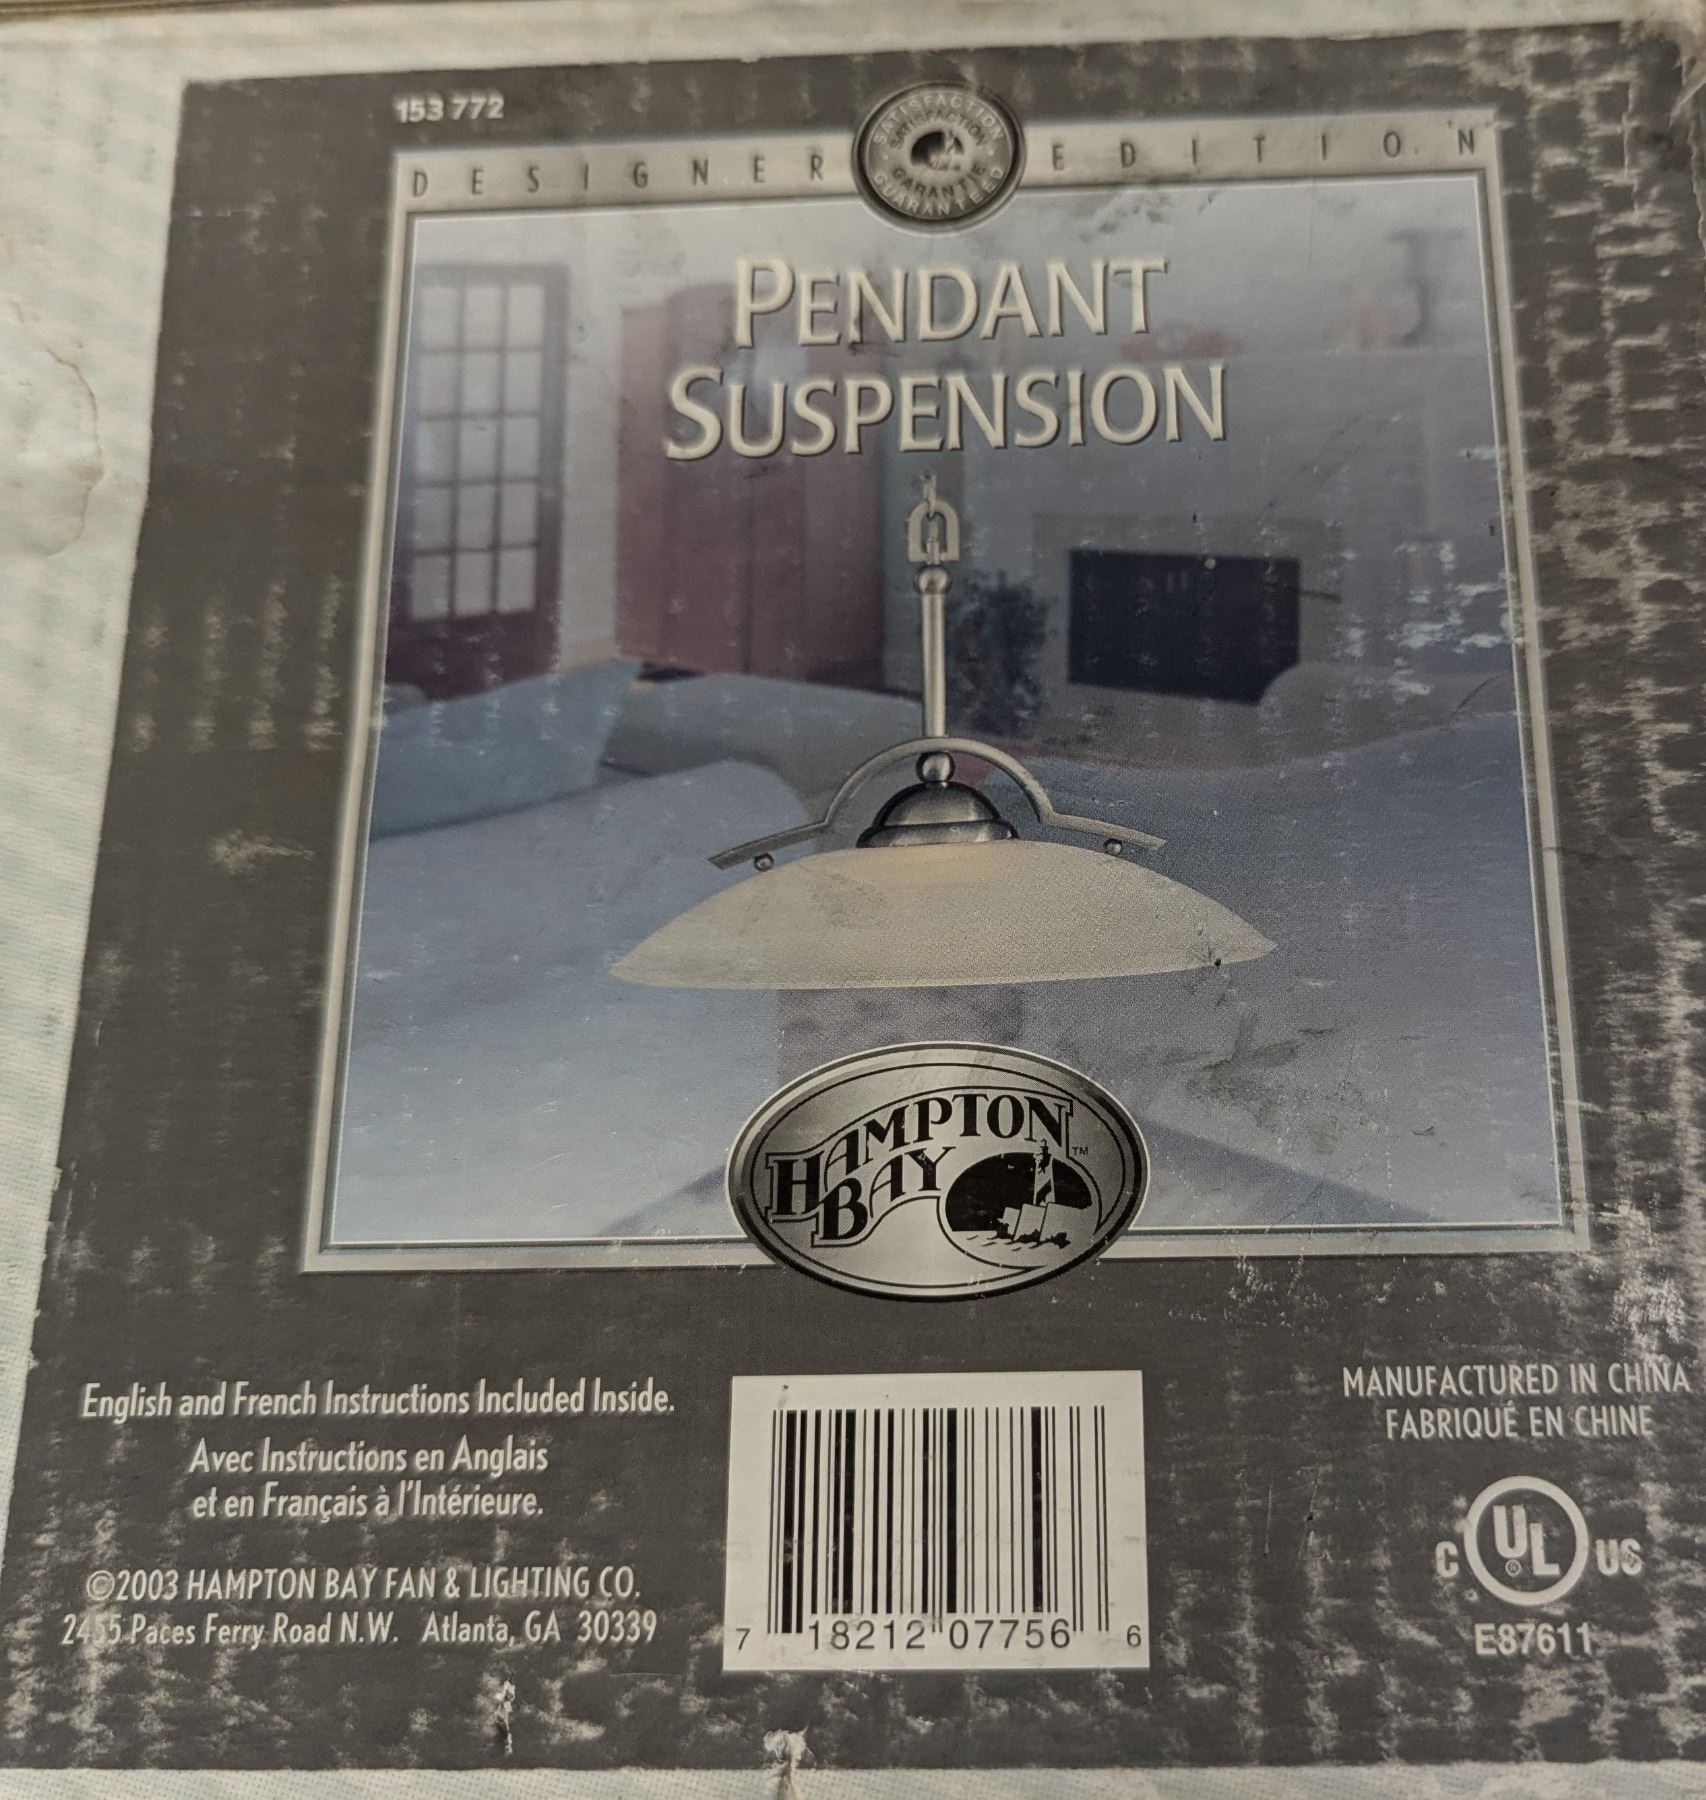 153 772
DESIGNER EDITION
SATISFACTION
SATISFACTION
GARANTIE
GUARANTEED
PENDANT
SUSPENSION
HAMPTON
BAY TM
English and French Instructions Included Inside.
Avec Instructions en Anglais
et en Français à l'Intérieure.
©2003 HAMPTON BAY FAN & LIGHTING CO.
2455 Paces Ferry Road N.W. Atlanta, GA 30339
7 18212 07756 6
MANUFACTURED IN CHINA
FABRIQUÉ EN CHINE
C UL ® US
E87611